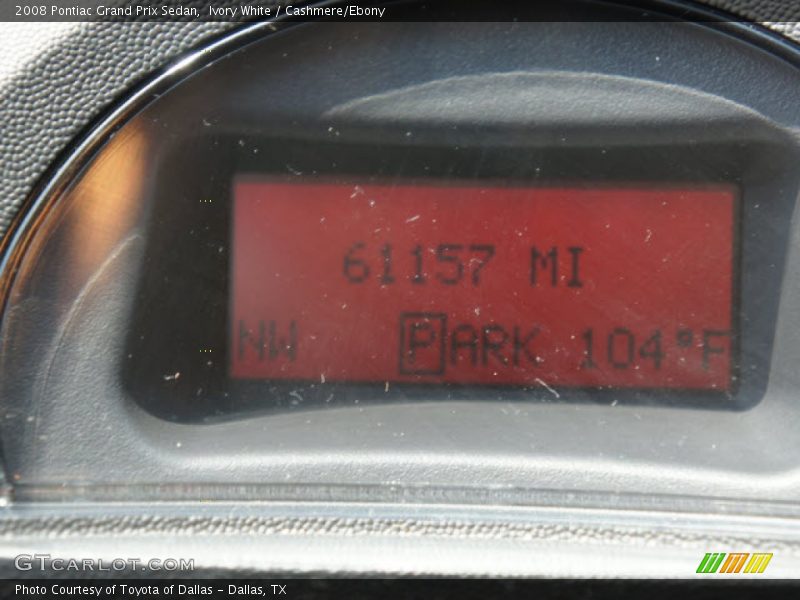 2008 Pontiac Grand Prix Sedan,  Ivory White / Cashmere/Ebony
61157 MI
NW PARK 104°F
GTCARLOT.COM
Photo Courtesy of Toyota of Dallas – Dallas, TX